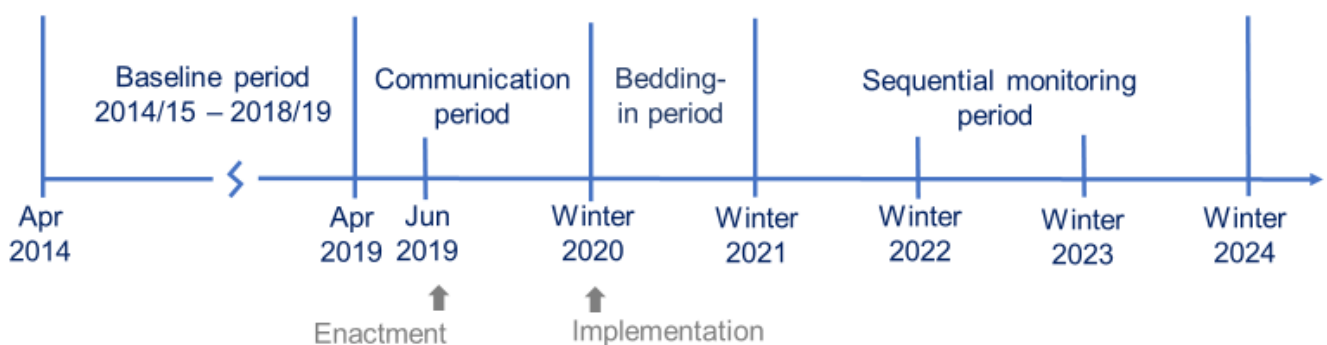 Baseline period
2014/15 – 2018/19
Communication
period
Bedding-
in period
Sequential monitoring
period
Apr
2014
Apr
2019
Jun
2019
Winter
2020
Winter
2021
Winter
2022
Winter
2023
Winter
2024
Enactment
Implementation